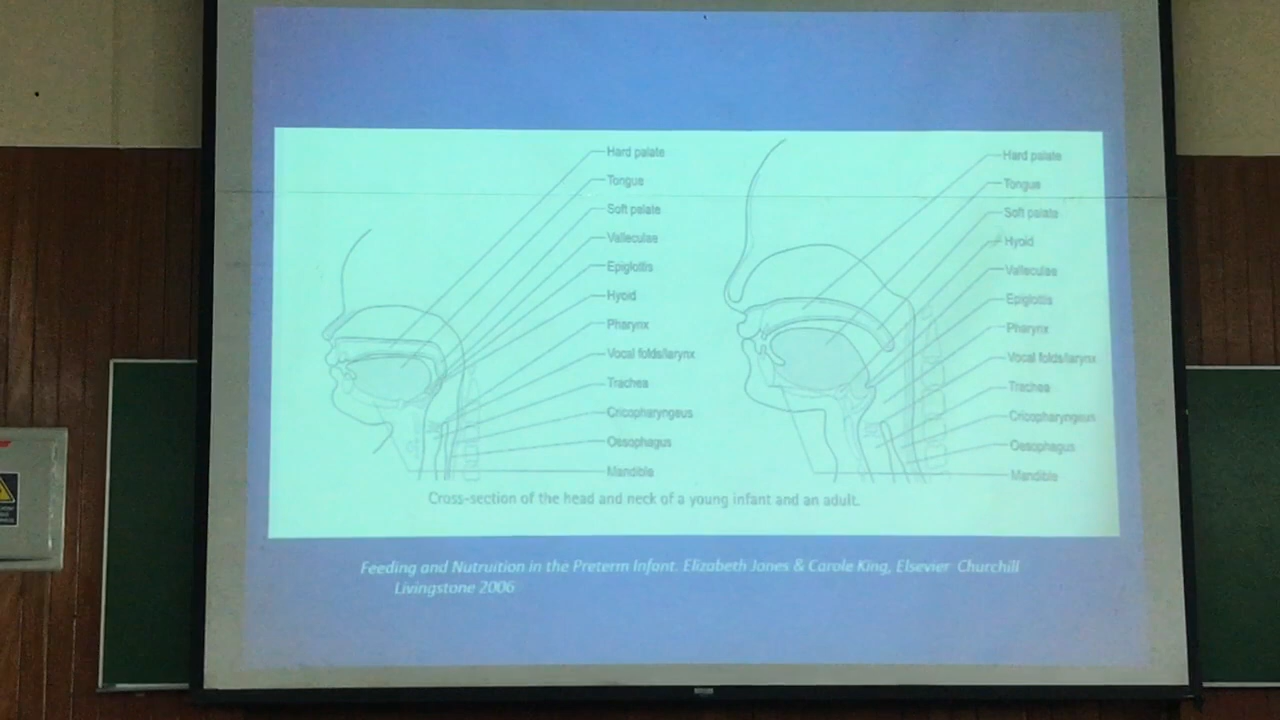 Hard palate
Tongue
Soft palate
Valleculae
Epiglottis
Hyoid
Pharynx
Vocal folds/larynx
Trachea
Cricopharyngeus
Oesophagus
Mandible
Hard palate
Tongue
Soft palate
Hyoid
Valleculae
Epiglottis
Pharynx
Vocal folds/larynx
Trachea
Cricopharyngeus
Oesophagus
Mandible
Cross-section of the head and neck of a young infant and an adult.
Feeding and Nutruition in the Preterm Infant. Elizabeth Jones & Carole King, Elsevier Churchill
Livingstone 2006